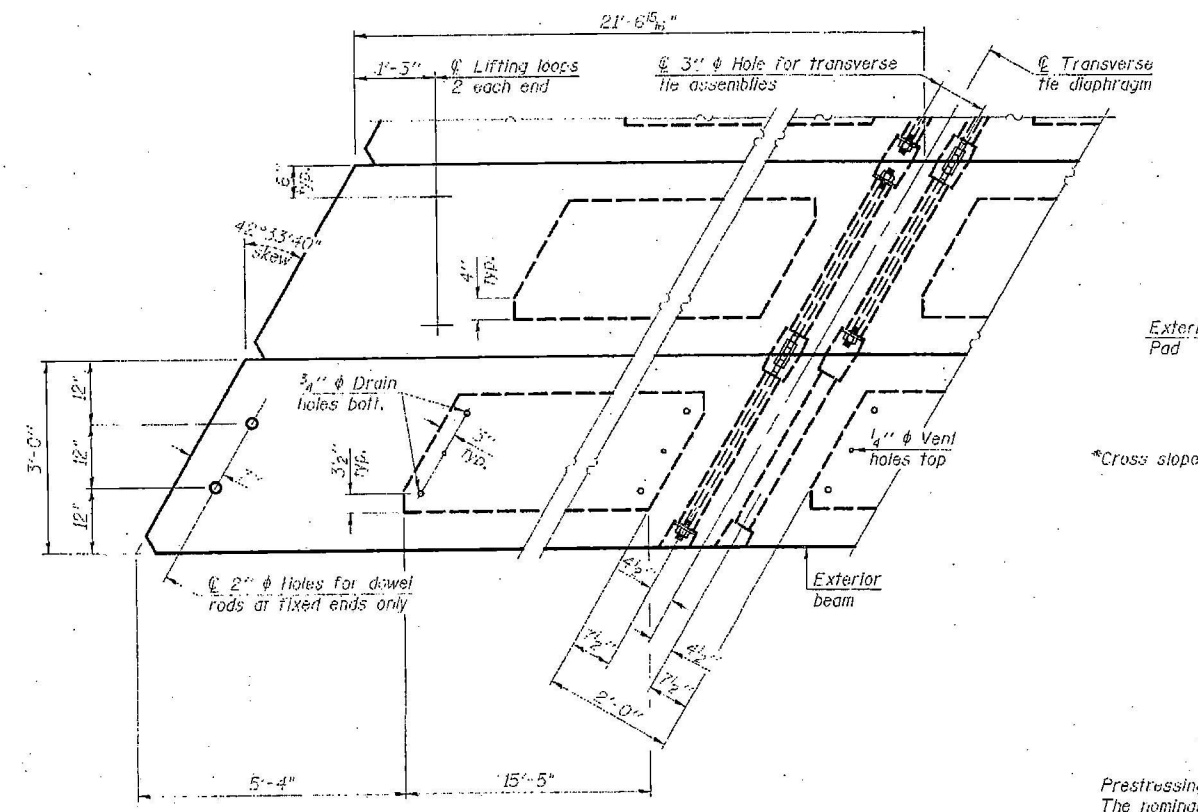 21'-6 15/16"
1'-3"
℄ Lifting loops
2 each end
℄ 3" φ Hole for transverse
tie assemblies
℄ Transverse
tie diaphragm
6"
typ.
42°33'40"
skew
4"
typ.
Exteri
Pad
3'-0"
12"
12"
12"
3/4" φ Drain
holes bott.
3"
typ.
3 1/2"
typ.
1/4" φ Vent
holes top
*Cross slope
℄ 2" φ Holes for dowel
rods at fixed ends only
Exterior
beam
4 1/2"
7 1/2"
4 1/2"
7 1/2"
2'-0"
5'-4"
15'-5"
Prestressing